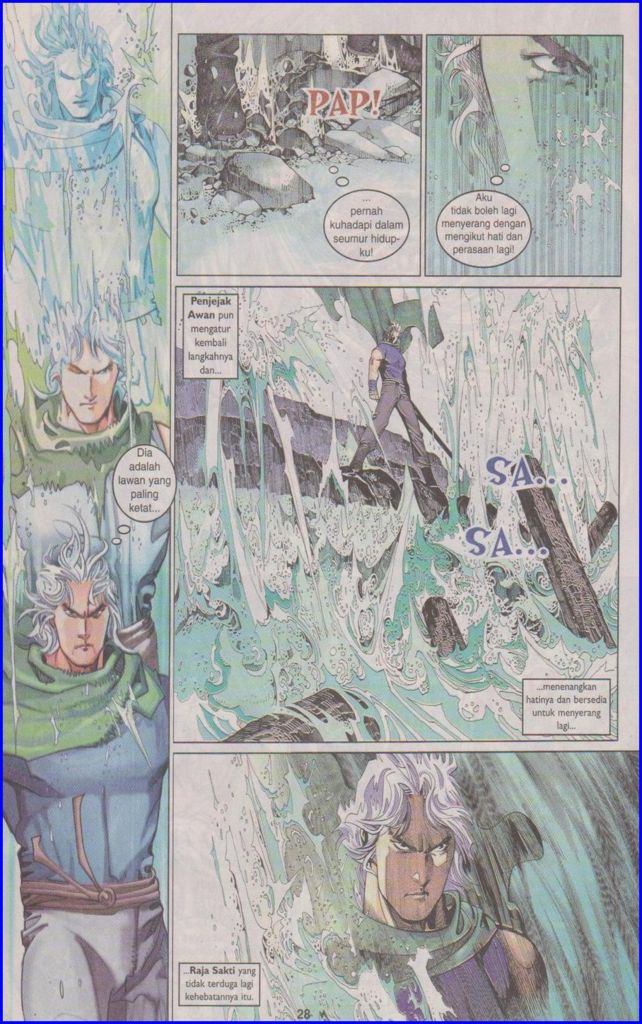 Dia
adalah
lawan yang
paling
ketat...
PAP!
...
pernah
kuhadapi dalam
seumur hidup-
ku!
Aku
tidak boleh lagi
menyerang dengan
mengikut hati dan
perasaan lagi!
Penjejak
Awan pun
mengatur
kembali
langkahnya
dan...
SA...
SA...
...menenangkan
hatinya dan bersedia
untuk menyerang
lagi...
...Raja Sakti yang
tidak terduga lagi
kehebatannya itu.
28